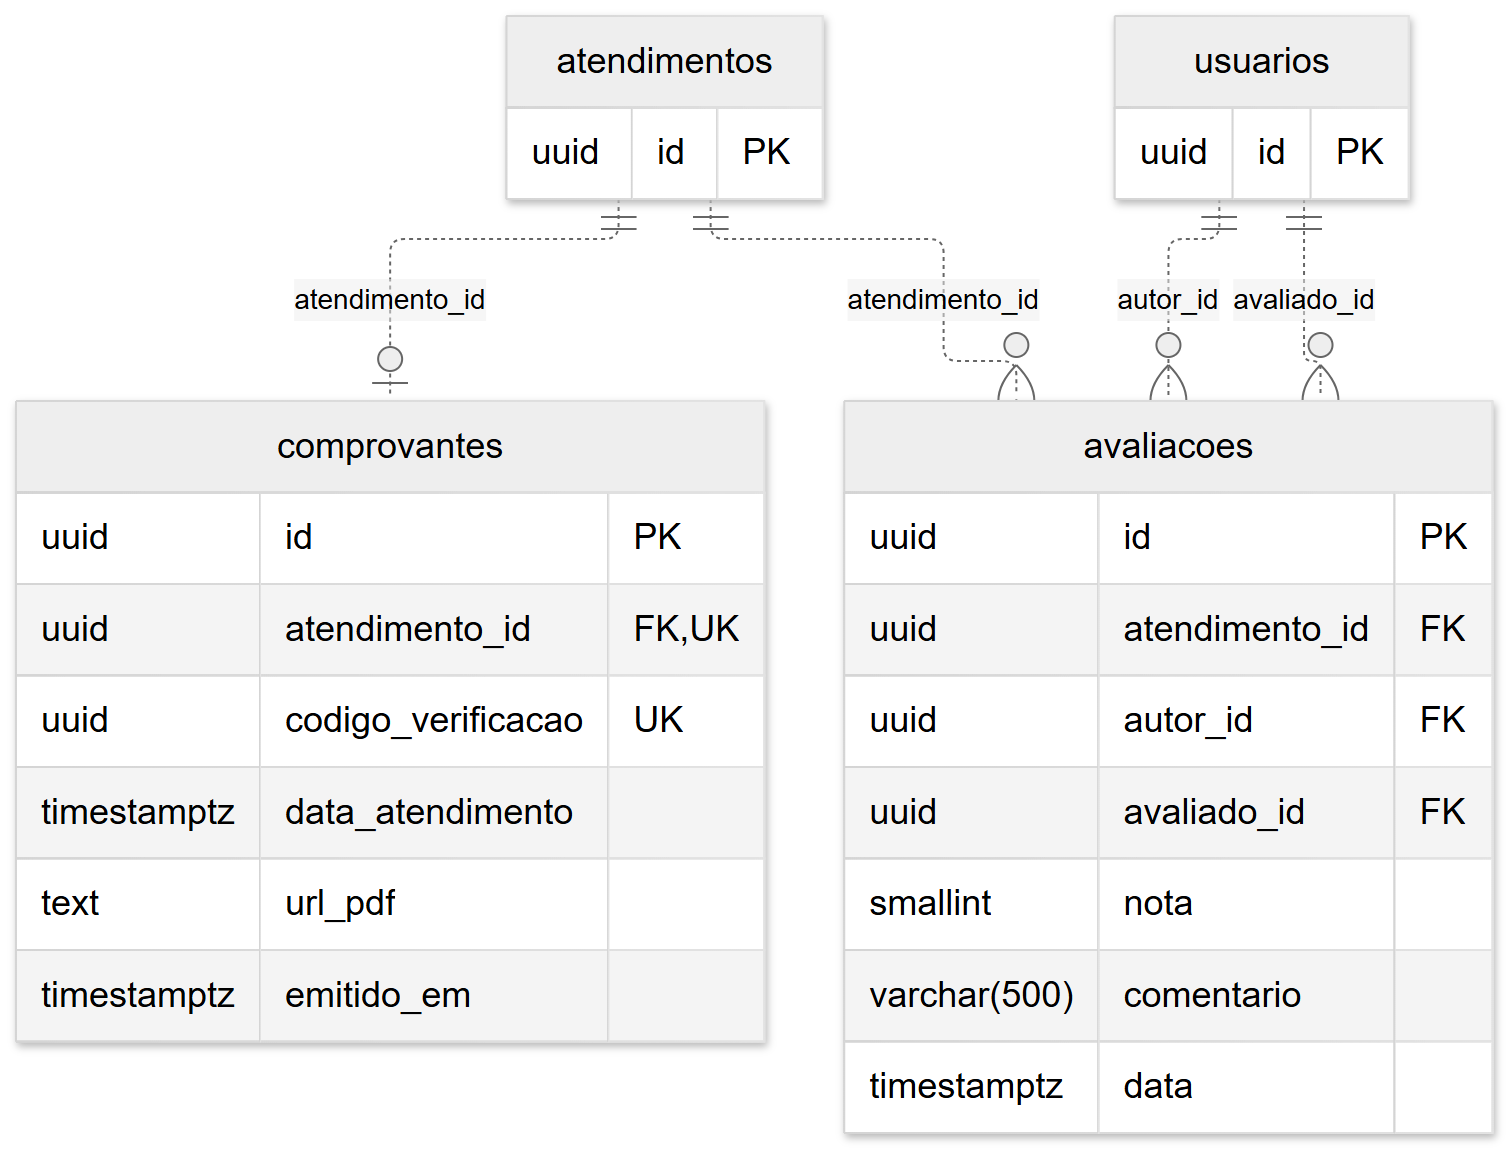 atendimentos
uuid id PK
usuarios
uuid id PK
atendimento_id
atendimento_id
autor_id
avaliado_id
comprovantes
uuid id PK
uuid atendimento_id FK,UK
uuid codigo_verificacao UK
timestamptz data_atendimento
text url_pdf
timestamptz emitido_em
avaliacoes
uuid id PK
uuid atendimento_id FK
uuid autor_id FK
uuid avaliado_id FK
smallint nota
varchar(500) comentario
timestamptz data